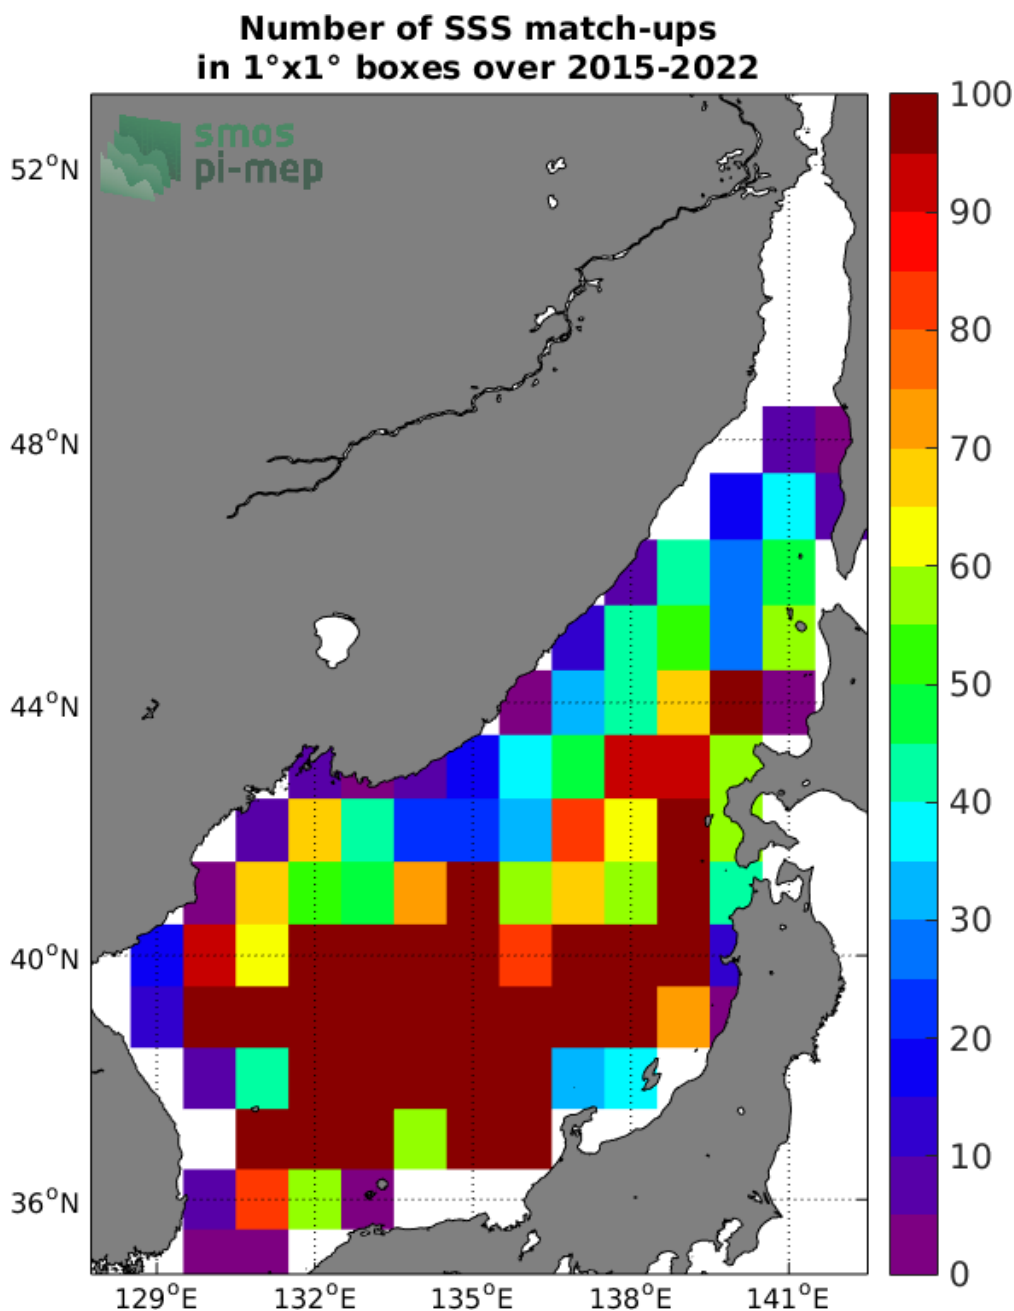 Number of SSS match-ups
in 1°x1° boxes over 2015-2022
smos
pi-mep
52°N
48°N
44°N
40°N
36°N
129°E 132°E 135°E 138°E 141°E
100
90
80
70
60
50
40
30
20
10
0